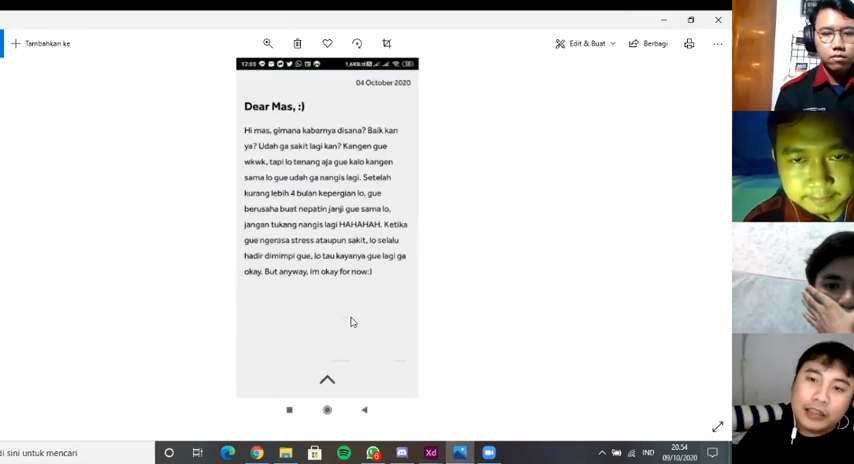 Tambahkan ke
Edit & Buat
Berbagi
12:05
04 October 2020
Dear Mas, :)
Hi mas, gimana kabarnya disana? Baik kan
ya? Udah ga sakit lagi kan? Kangen gue
wkwk, tapi lo tenang aja gue kalo kangen
sama lo gue udah ga nangis lagi. Setelah
kurang lebih 4 bulan kepergian lo, gue
berusaha buat nepatin janji gue sama lo,
jangan tukang nangis lagi HAHAHAH. Ketika
gue ngerasa stress ataupun sakit, lo selalu
hadir dimimpi gue, lo tau kayanya gue lagi ga
okay. But anyway, im okay for now:)
di sini untuk mencari
Xd
IND
20.54
09/10/2020